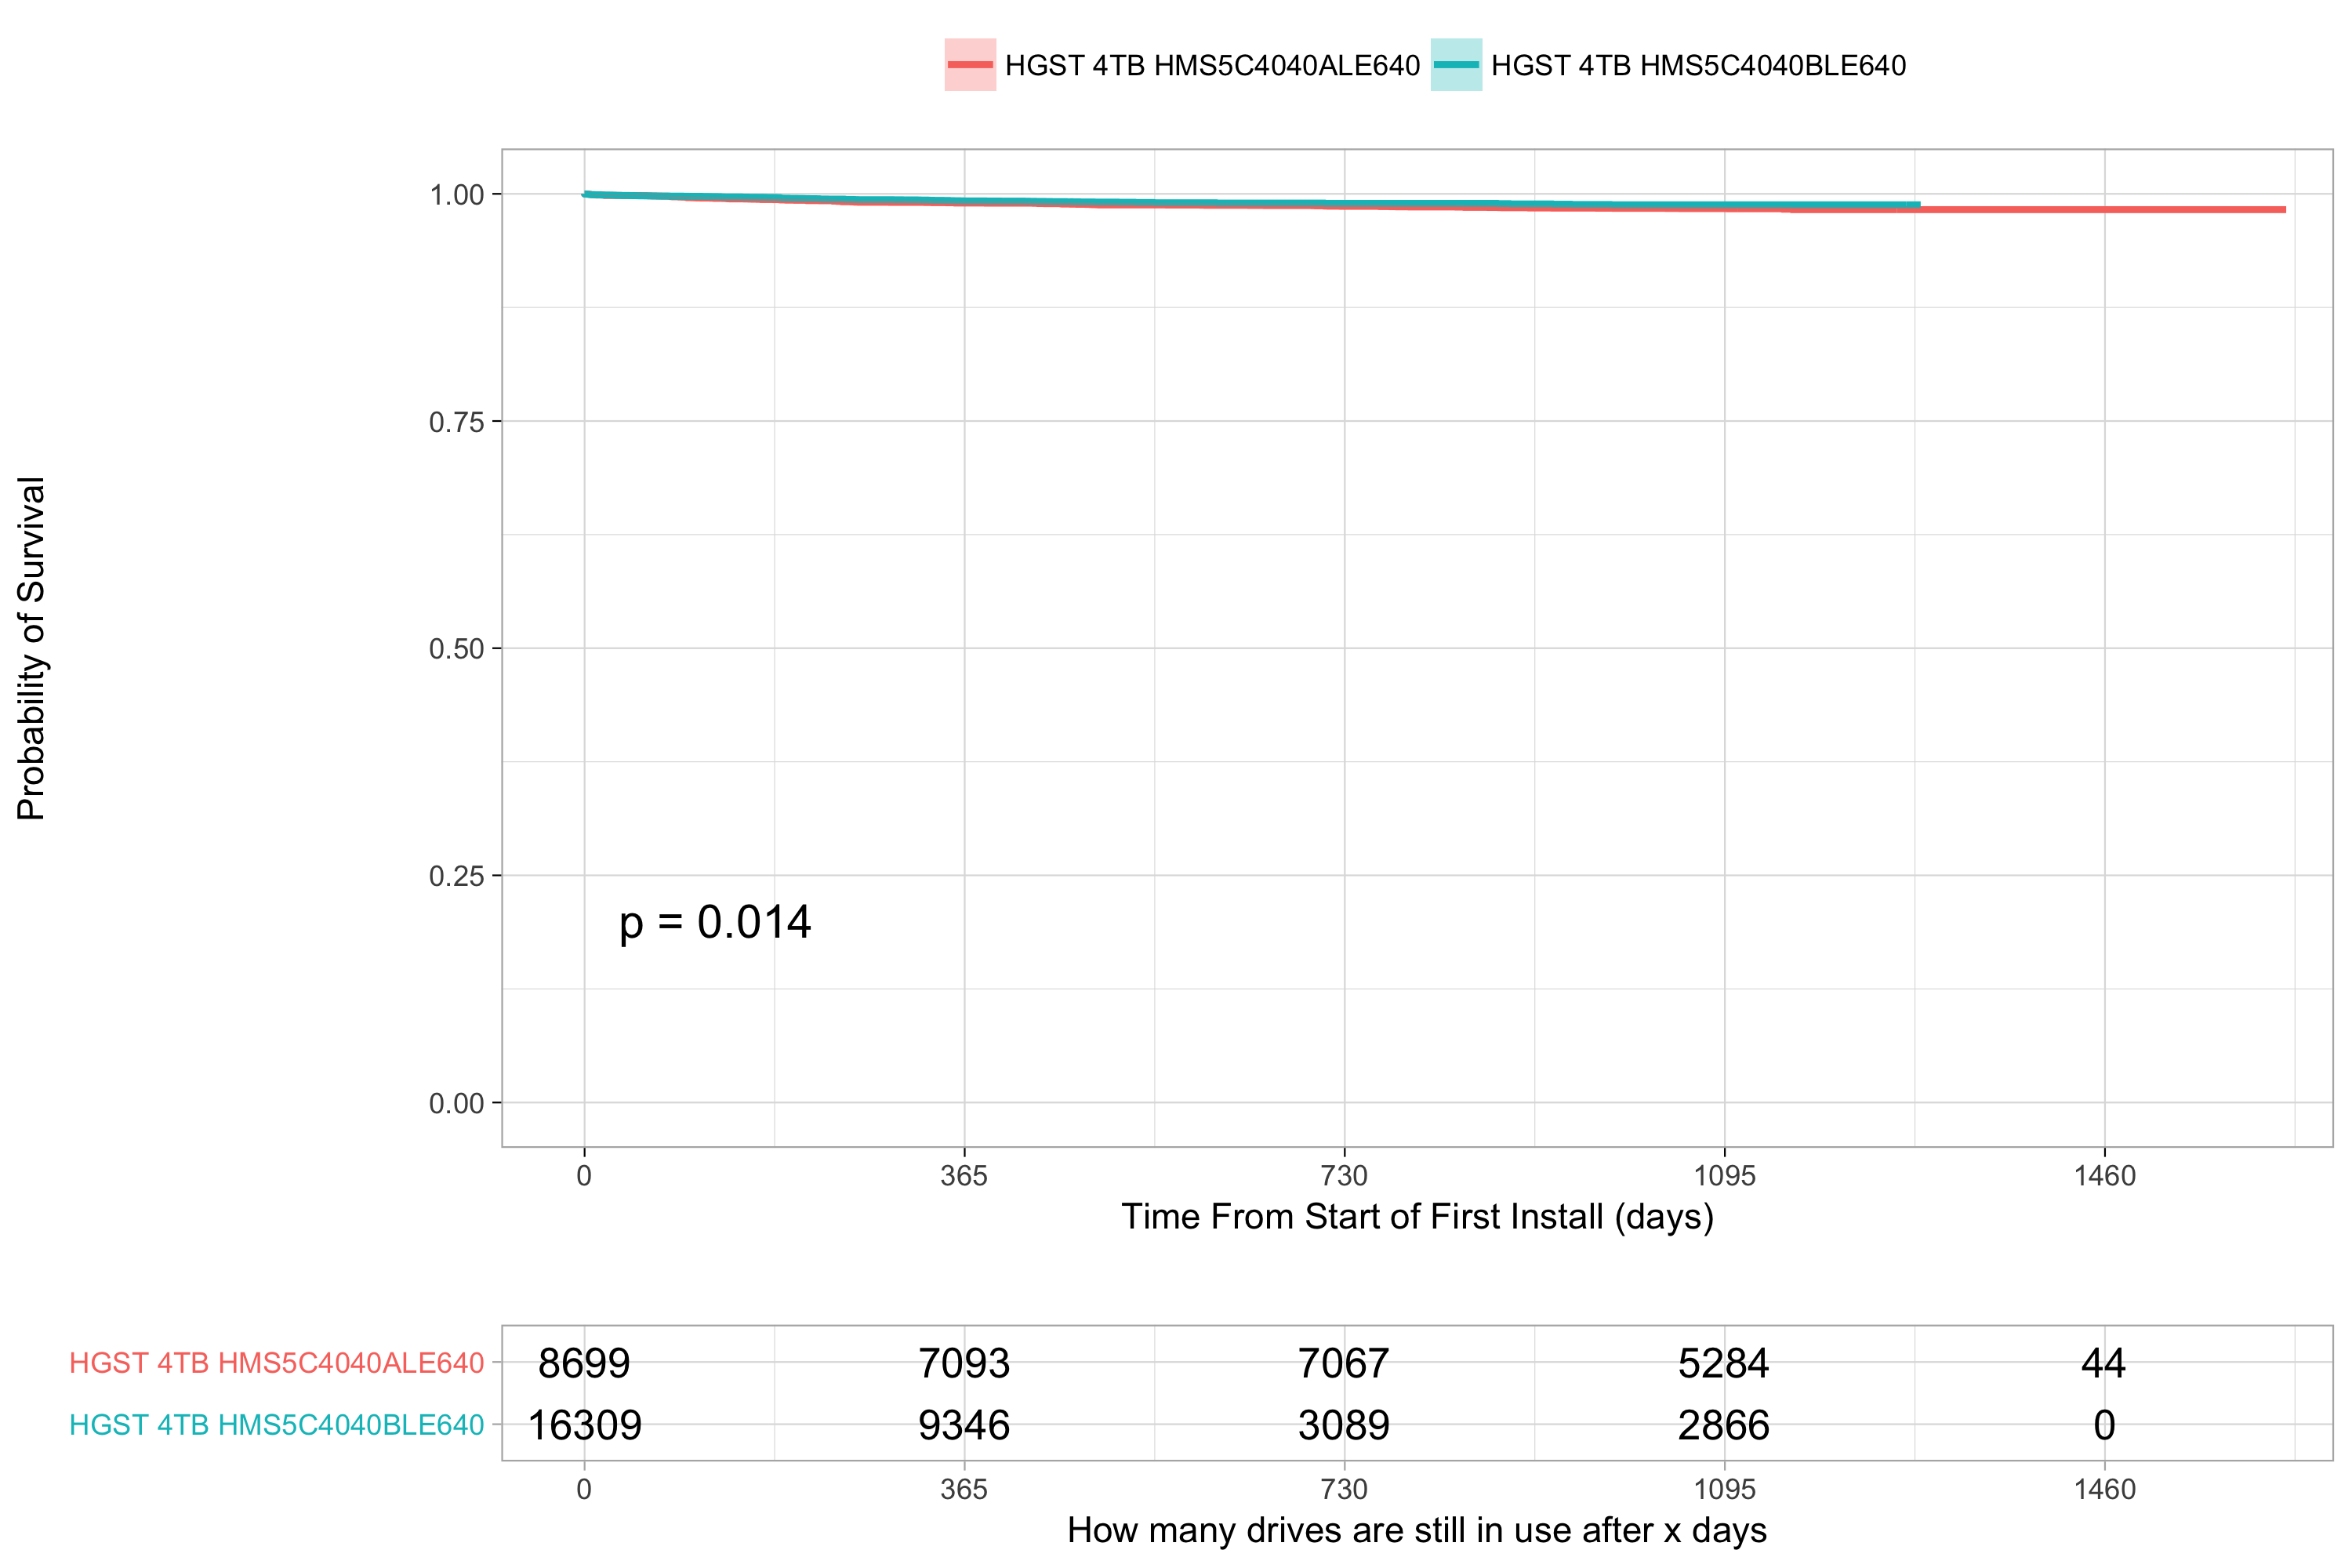 HGST 4TB HMS5C4040ALE640 HGST 4TB HMS5C4040BLE640
Probability of Survival
1.00
0.75
0.50
0.25
0.00
p = 0.014
0 365 730 1095 1460
Time From Start of First Install (days)
HGST 4TB HMS5C4040ALE640 8699 7093 7067 5284 44
HGST 4TB HMS5C4040BLE640 16309 9346 3089 2866 0
0 365 730 1095 1460
How many drives are still in use after x days